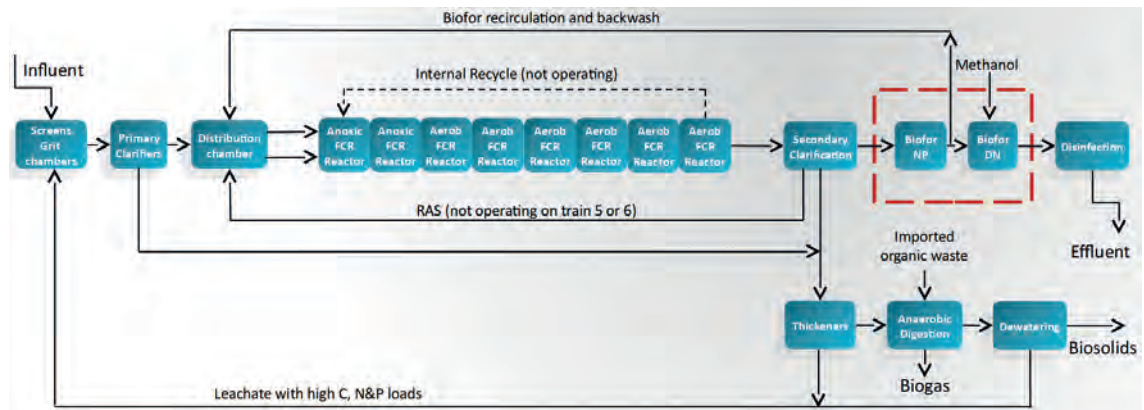 Biofor recirculation and backwash
Influent
Internal Recycle (not operating)
Methanol
Screens,
Grit
chambers
Primary
Clarifiers
Distribution
chamber
Anoxic
FCR
Reactor
Anoxic
FCR
Reactor
Aerob
FCR
Reactor
Aerob
FCR
Reactor
Aerob
FCR
Reactor
Aerob
FCR
Reactor
Aerob
FCR
Reactor
Aerob
FCR
Reactor
Secondary
Clarification
Biofor
NP
Biofor
DN
Disinfection
RAS (not operating on train 5 or 6)
Imported
organic waste
Effluent
Thickeners
Anaerobic
Digestion
Dewatering
Biosolids
Biogas
Leachate with high C, N&P loads